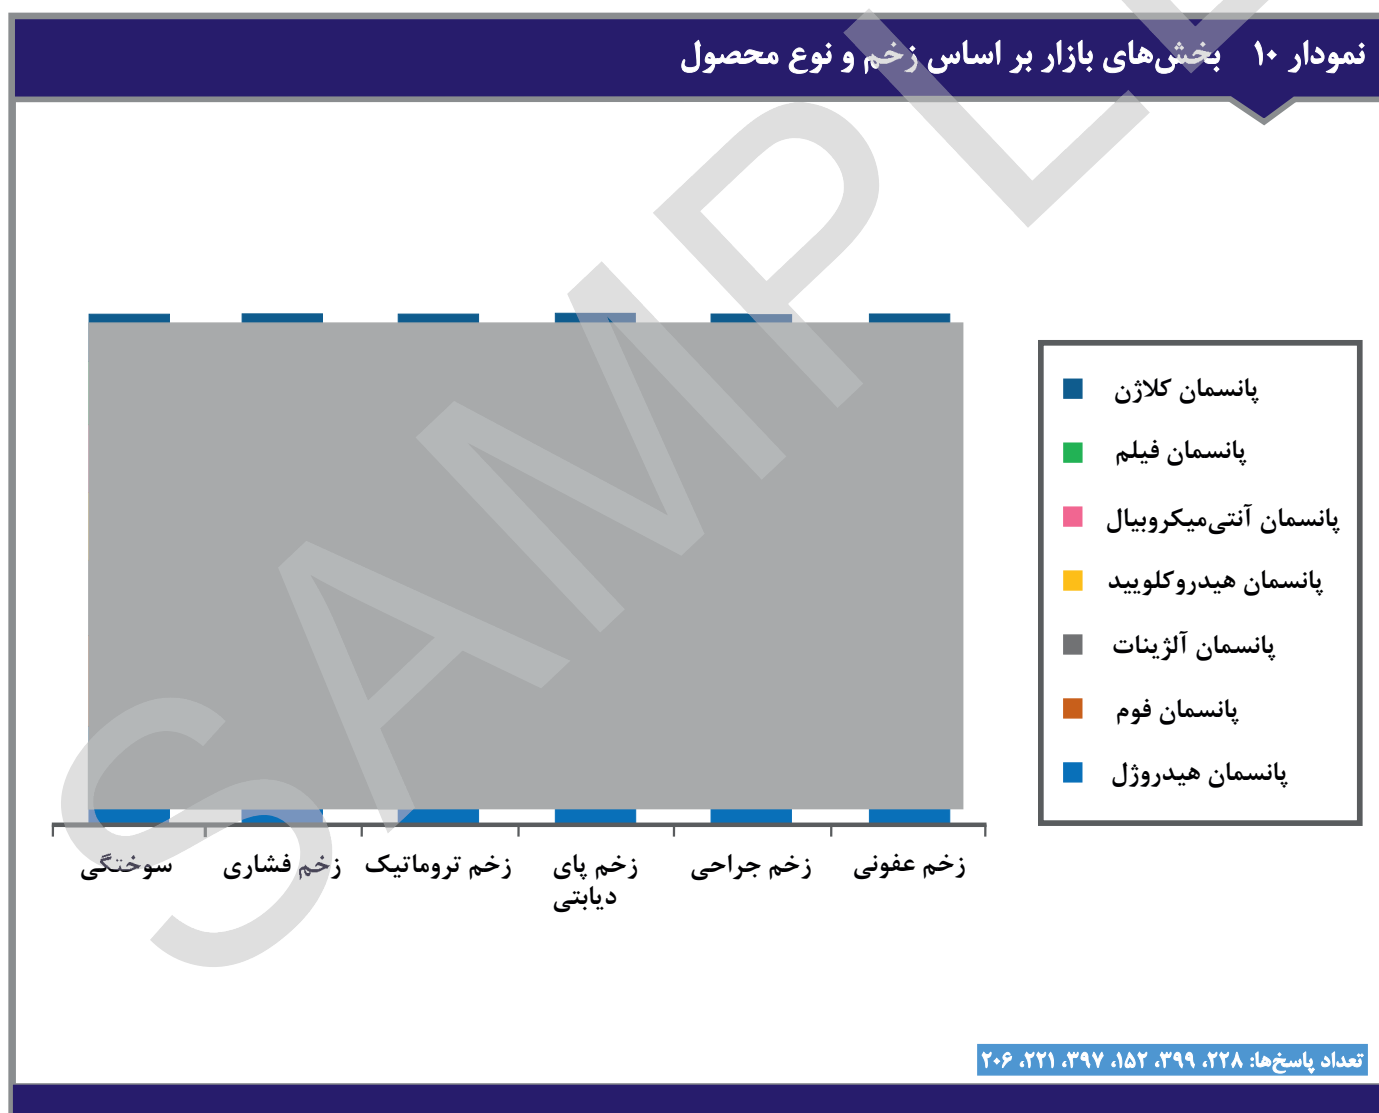 نمودار ۱۰ بخش‌های بازار بر اساس زخم و نوع محصول
SAMPLE
پانسمان کلاژن
پانسمان فیلم
پانسمان آنتی‌میکروبیال
پانسمان هیدروکلویید
پانسمان آلژینات
پانسمان فوم
پانسمان هیدروژل
زخم عفونی
زخم جراحی
زخم پای
دیابتی
زخم تروماتیک
زخم فشاری
سوختگی
تعداد پاسخ‌ها: ۲۲۸، ۳۹۹، ۱۵۲، ۳۹۷، ۲۲۱، ۲۰۶